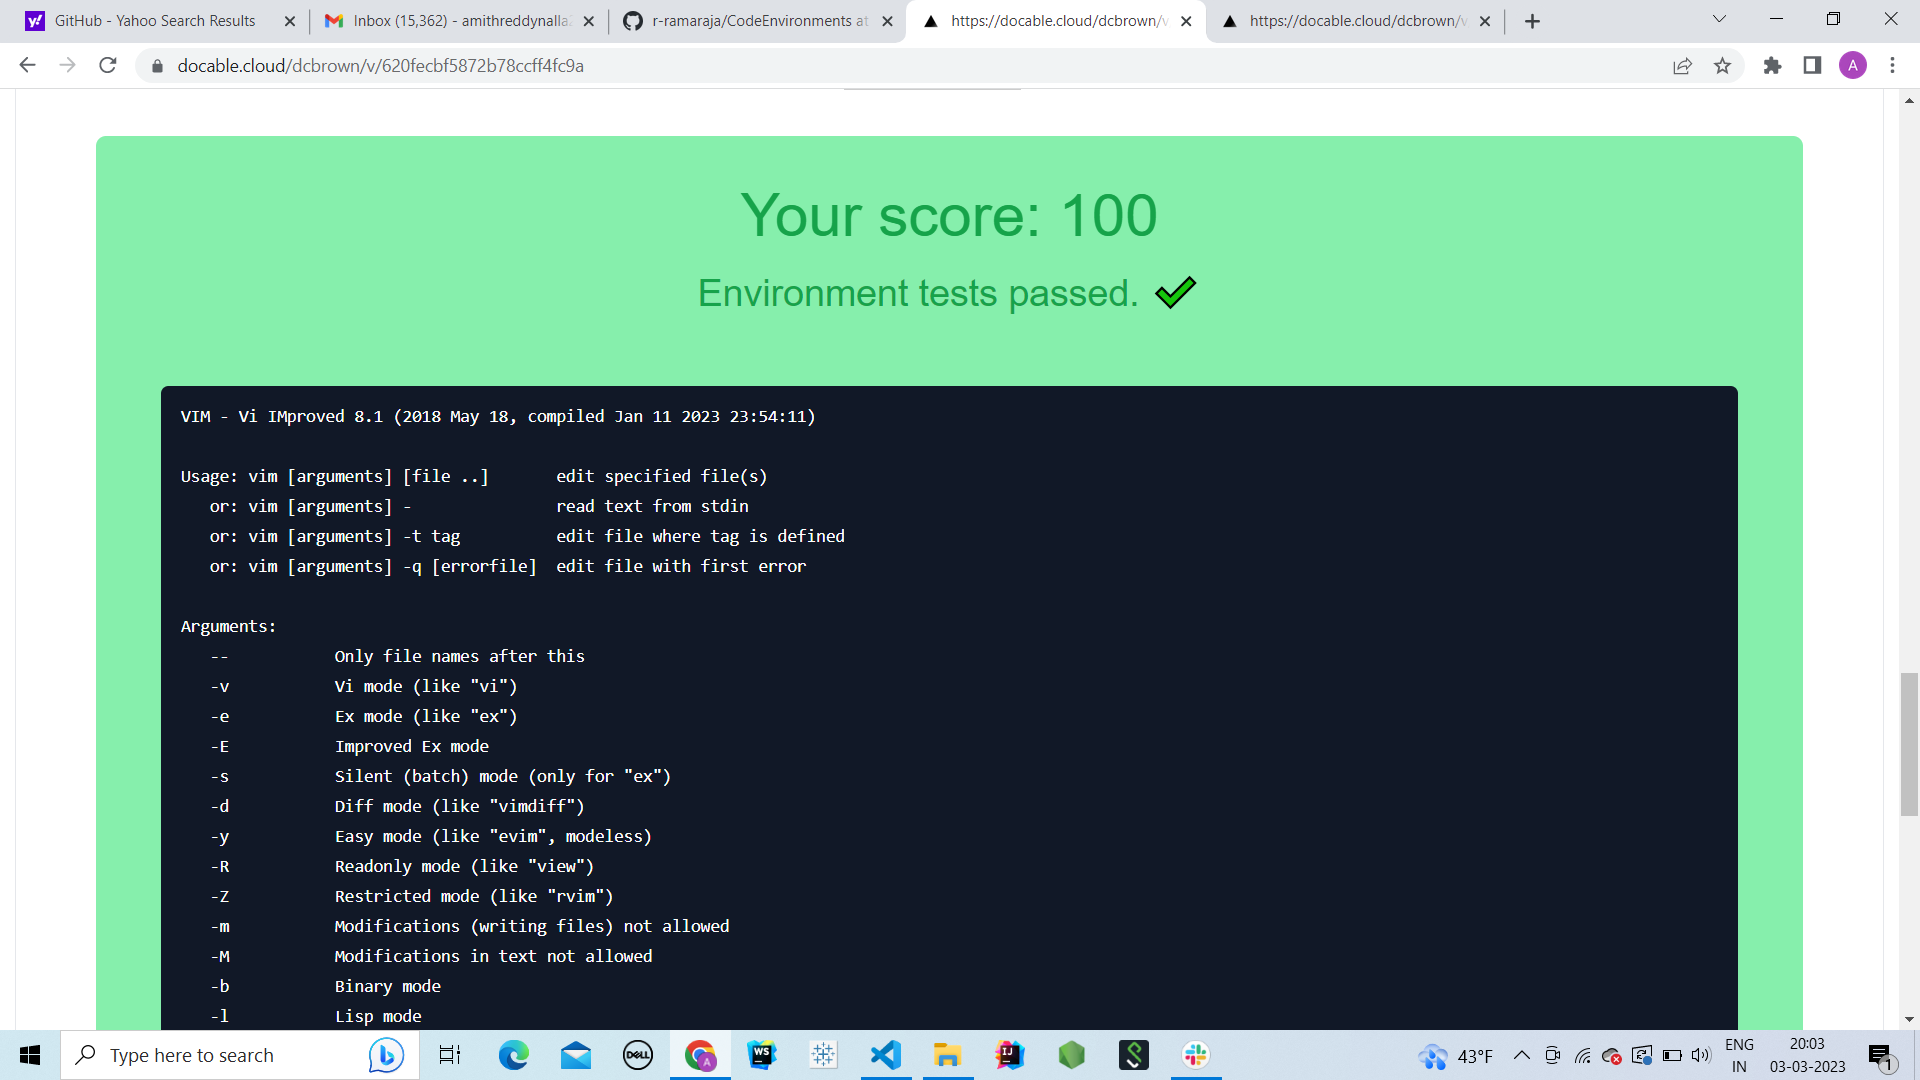 GitHub - Yahoo Search Results
Inbox (15,362) - amithreddynalla
r-ramaraja/CodeEnvironments at
https://docable.cloud/dcbrown/v
https://docable.cloud/dcbrown/v
docable.cloud/dcbrown/v/620fecbf5872b78ccff4fc9a
A
Your score: 100
Environment tests passed.
VIM - Vi IMproved 8.1 (2018 May 18, compiled Jan 11 2023 23:54:11)
Usage: vim [arguments] [file ..]       edit specified file(s)
   or: vim [arguments] -               read text from stdin
   or: vim [arguments] -t tag          edit file where tag is defined
   or: vim [arguments] -q [errorfile]  edit file with first error
Arguments:
   --           Only file names after this
   -v           Vi mode (like "vi")
   -e           Ex mode (like "ex")
   -E           Improved Ex mode
   -s           Silent (batch) mode (only for "ex")
   -d           Diff mode (like "vimdiff")
   -y           Easy mode (like "evim", modeless)
   -R           Readonly mode (like "view")
   -Z           Restricted mode (like "rvim")
   -m           Modifications (writing files) not allowed
   -M           Modifications in text not allowed
   -b           Binary mode
   -l           Lisp mode
Type here to search
DELL
A
WS
IJ
43°F
ENG
IN
20:03
03-03-2023
1